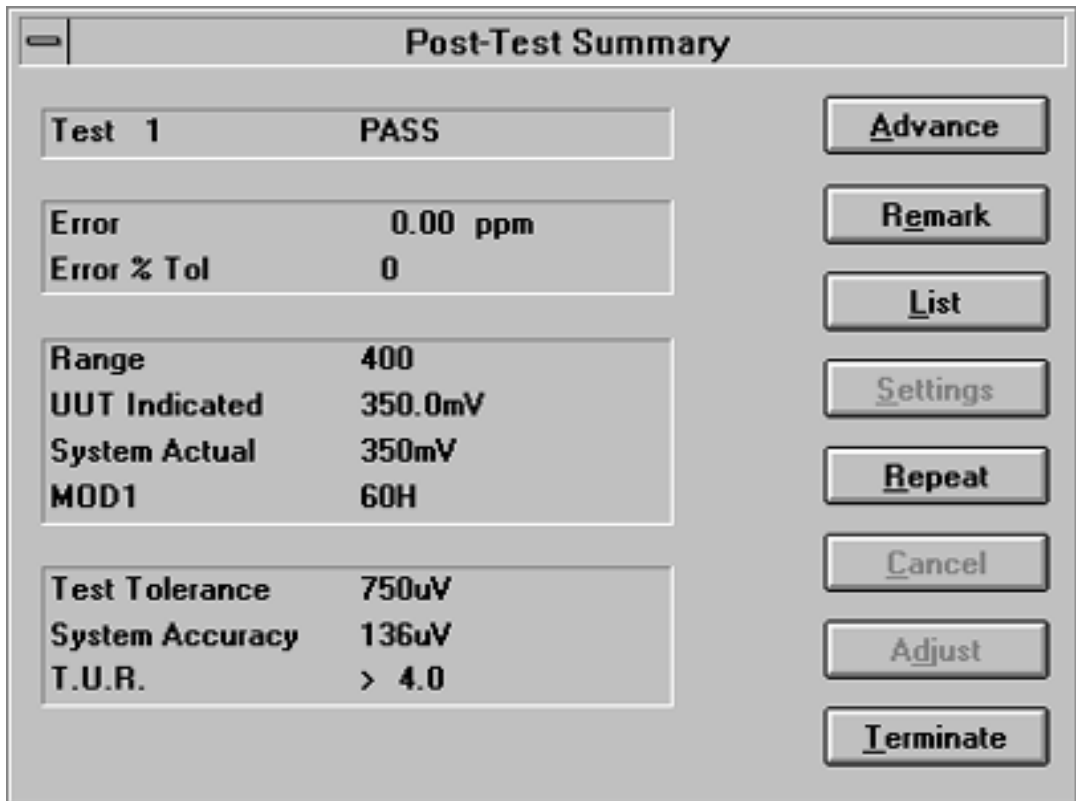 Post-Test Summary
Test 1 PASS
Error 0.00 ppm
Error % Tol 0
Range 400
UUT Indicated 350.0mV
System Actual 350mV
MOD1 60H
Test Tolerance 750uV
System Accuracy 136uV
T.U.R. > 4.0
Advance
Remark
List
Settings
Repeat
Cancel
Adjust
Terminate